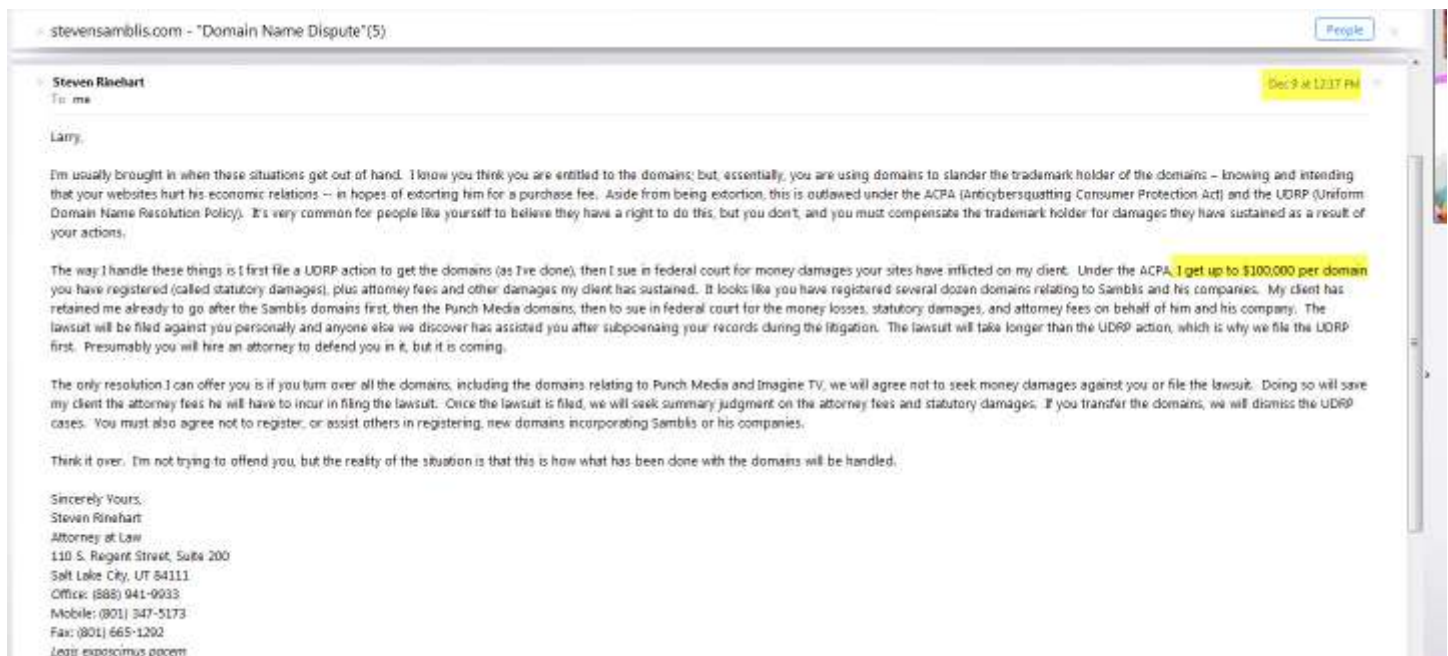 stevensamblis.com - "Domain Name Dispute"(5)
People
Steven Rinehart
Dec 9 at 12:17 PM
To: me
Larry,
I'm usually brought in when these situations get out of hand. I know you think you are entitled to the domains; but, essentially, you are using domains to slander the trademark holder of the domains – knowing and intending
that your websites hurt his economic relations -- in hopes of extorting him for a purchase fee. Aside from being extortion, this is outlawed under the ACPA (Anticybersquatting Consumer Protection Act) and the UDRP (Uniform
Domain Name Resolution Policy). It's very common for people like yourself to believe they have a right to do this, but you don't, and you must compensate the trademark holder for damages they have sustained as a result of
your actions.
The way I handle these things is I first file a UDRP action to get the domains (as I've done), then I sue in federal court for money damages your sites have inflicted on my client. Under the ACPA, I get up to $100,000 per domain
you have registered (called statutory damages), plus attorney fees and other damages my client has sustained. It looks like you have registered several dozen domains relating to Samblis and his companies. My client has
retained me already to go after the Samblis domains first, then the Punch Media domains, then to sue in federal court for the money losses, statutory damages, and attorney fees on behalf of him and his company. The
lawsuit will be filed against you personally and anyone else we discover has assisted you after subpoenaing your records during the litigation. The lawsuit will take longer than the UDRP action, which is why we file the UDRP
first. Presumably you will hire an attorney to defend you in it, but it is coming.
The only resolution I can offer you is if you turn over all the domains, including the domains relating to Punch Media and Imagine TV, we will agree not to seek money damages against you or file the lawsuit. Doing so will save
my client the attorney fees he will have to incur in filing the lawsuit. Once the lawsuit is filed, we will seek summary judgment on the attorney fees and statutory damages. If you transfer the domains, we will dismiss the UDRP
cases. You must also agree not to register, or assist others in registering, new domains incorporating Samblis or his companies.
Think it over. I'm not trying to offend you, but the reality of the situation is that this is how what has been done with the domains will be handled.
Sincerely Yours,
Steven Rinehart
Attorney at Law
110 S. Regent Street, Suite 200
Salt Lake City, UT 84111
Office: (888) 941-9933
Mobile: (801) 347-5173
Fax: (801) 665-1292
Legis exposcimus pacem